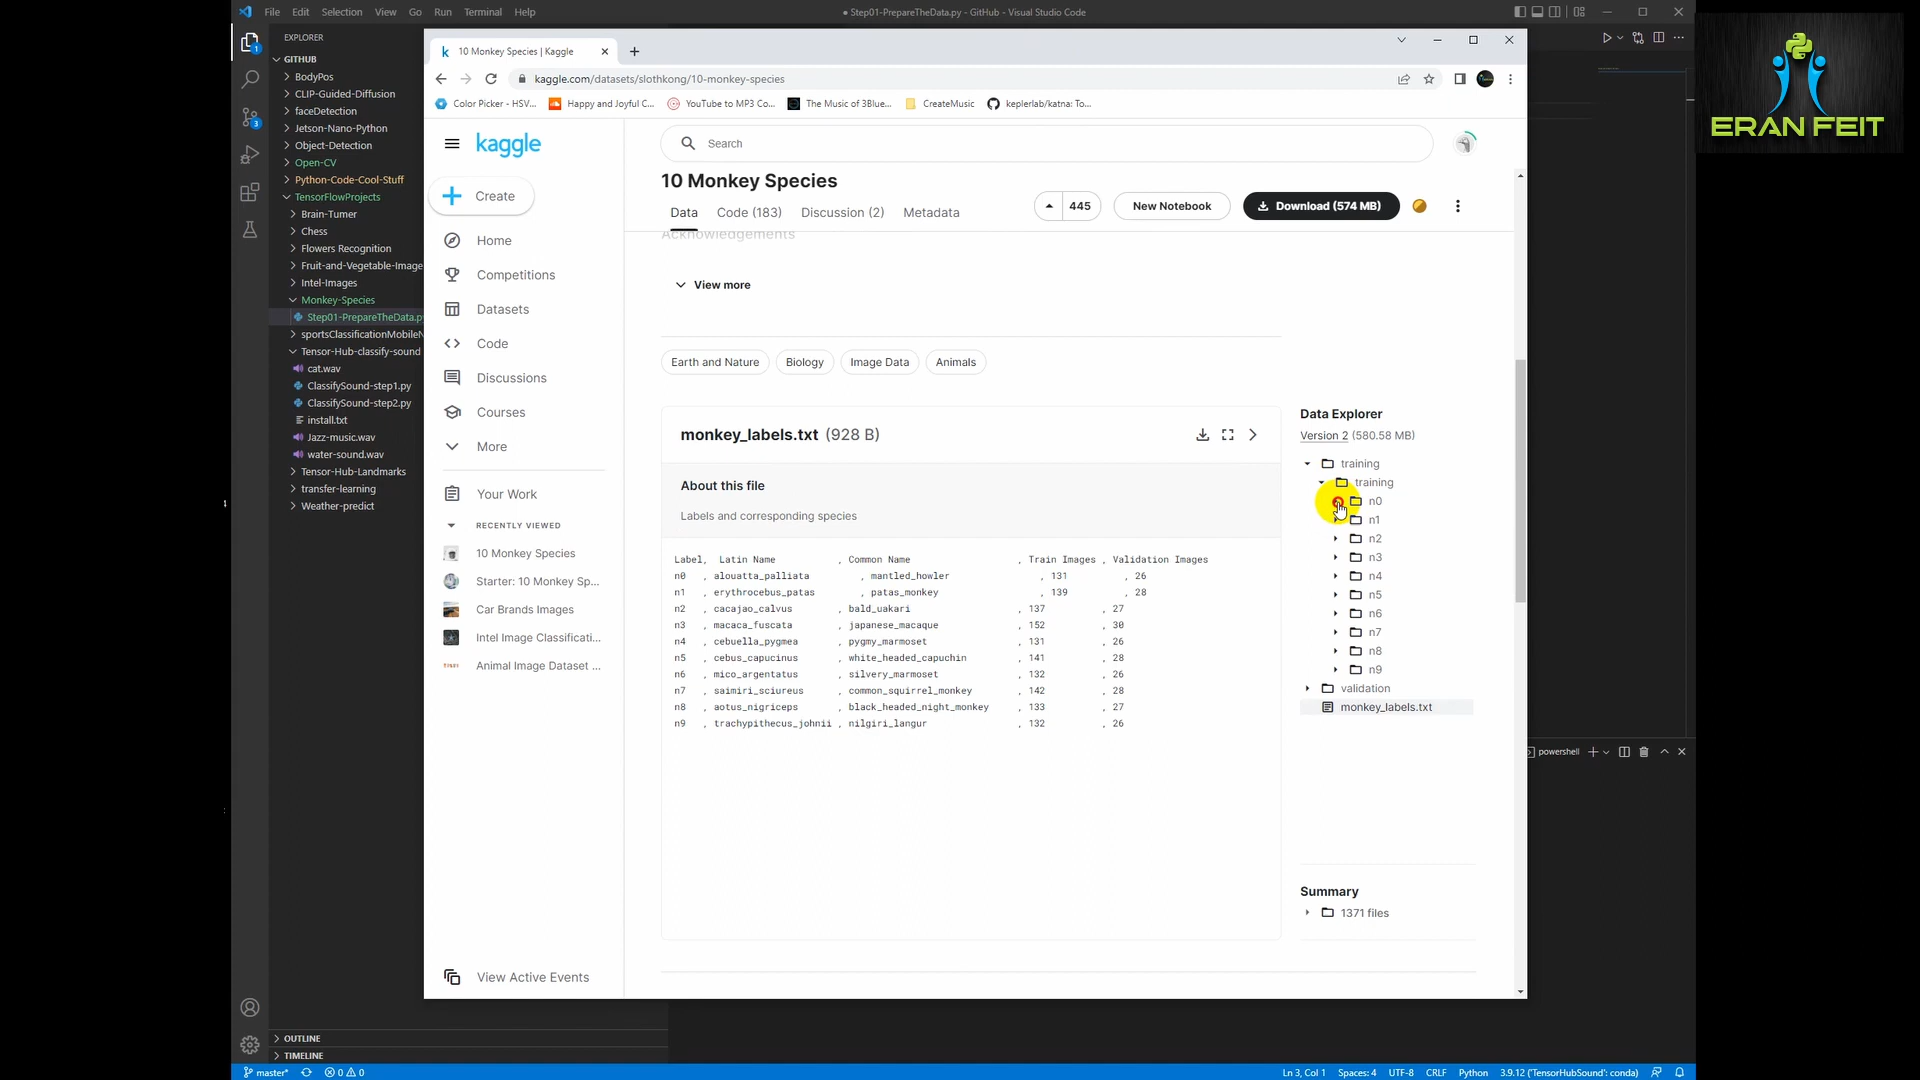 File Edit Selection View Go Run Terminal Help
● Step01-PrepareTheData.py - GitHub - Visual Studio Code
EXPLORER
GITHUB
BodyPos
CLIP-Guided-Diffusion
faceDetection
Jetson-Nano-Python
Object-Detection
Open-CV
Python-Code-Cool-Stuff
TensorFlowProjects
Brain-Tumer
Chess
Flowers Recognition
Fruit-and-Vegetable-Image
Intel-Images
Monkey-Species
Step01-PrepareTheData.py
sportsClassificationMobileN
Tensor-Hub-classify-sound
cat.wav
ClassifySound-step1.py
ClassifySound-step2.py
install.txt
Jazz-music.wav
water-sound.wav
Tensor-Hub-Landmarks
transfer-learning
Weather-predict
OUTLINE
TIMELINE
10 Monkey Species | Kaggle
kaggle.com/datasets/slothkong/10-monkey-species
Color Picker - HSV... Happy and Joyful C... YouTube to MP3 Co... The Music of 3Blue... CreateMusic keplerlab/katna: To...
kaggle
Create
Home
Competitions
Datasets
Code
Discussions
Courses
More
Your Work
RECENTLY VIEWED
10 Monkey Species
Starter: 10 Monkey Sp...
Car Brands Images
Intel Image Classificati...
Animal Image Dataset ...
View Active Events
Search
10 Monkey Species
Data Code (183) Discussion (2) Metadata
445 New Notebook Download (574 MB)
Acknowledgements
View more
Earth and Nature Biology Image Data Animals
monkey_labels.txt (928 B)
About this file
Labels and corresponding species
Label, Latin Name , Common Name , Train Images , Validation Images
n0 , alouatta_palliata , mantled_howler , 131 , 26
n1 , erythrocebus_patas , patas_monkey , 139 , 28
n2 , cacajao_calvus , bald_uakari , 137 , 27
n3 , macaca_fuscata , japanese_macaque , 152 , 30
n4 , cebuella_pygmea , pygmy_marmoset , 131 , 26
n5 , cebus_capucinus , white_headed_capuchin , 141 , 28
n6 , mico_argentatus , silvery_marmoset , 132 , 26
n7 , saimiri_sciureus , common_squirrel_monkey , 142 , 28
n8 , aotus_nigriceps , black_headed_night_monkey , 133 , 27
n9 , trachypithecus_johnii , nilgiri_langur , 132 , 26
Data Explorer
Version 2 (580.58 MB)
training
training
n0
n1
n2
n3
n4
n5
n6
n7
n8
n9
validation
monkey_labels.txt
Summary
1371 files
powershell
ERAN FEIT
1
3
master* 0 0 Ln 3, Col 1 Spaces: 4 UTF-8 CRLF Python 3.9.12 ('TensorHubSound': conda)